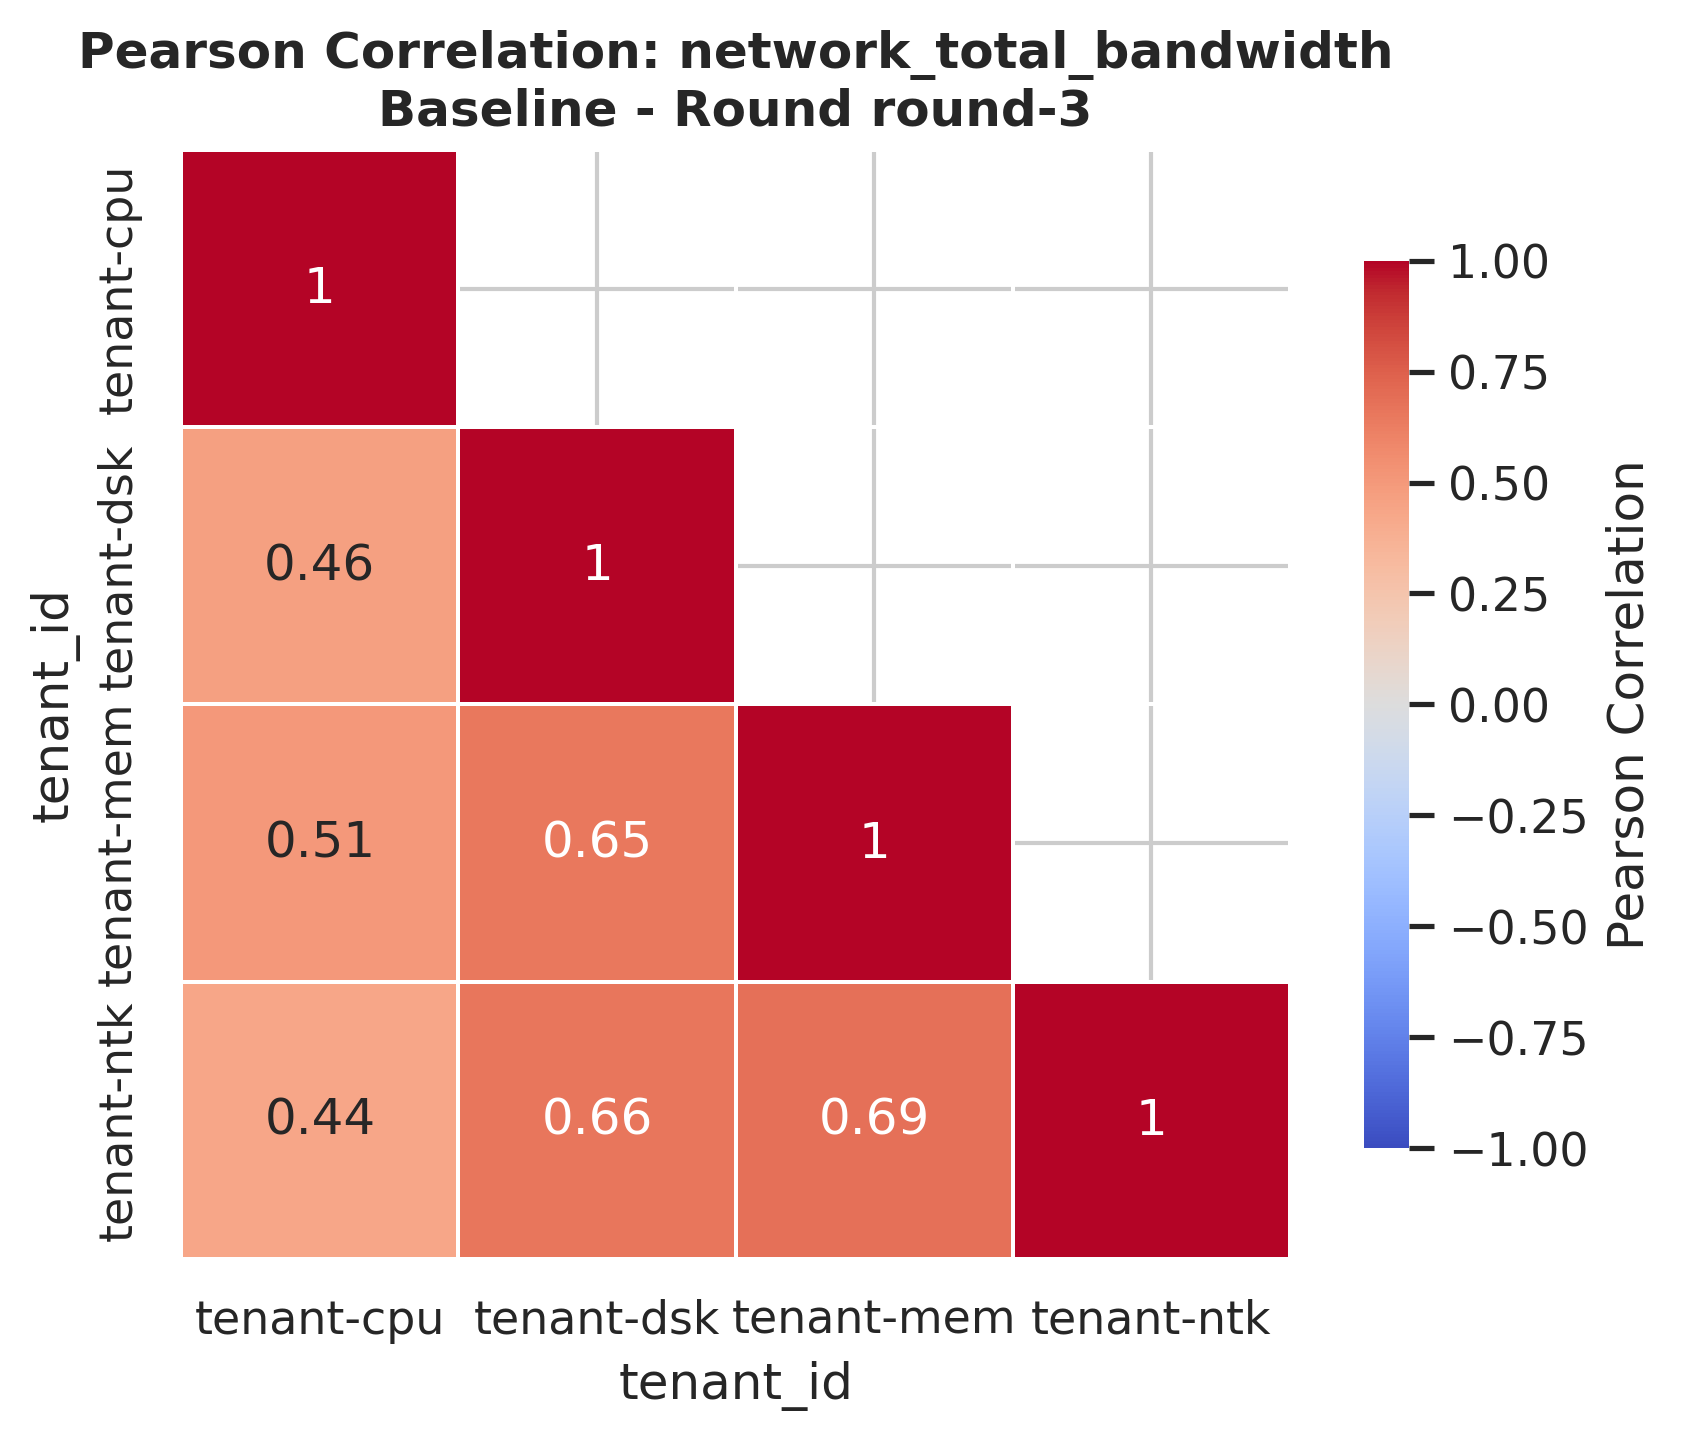 Pearson Correlation: network_total_bandwidth
Baseline - Round round-3
tenant_id
tenant-cpu
1
tenant-dsk
0.46
1
tenant-mem
0.51
0.65
1
tenant-ntk
0.44
0.66
0.69
1
tenant-cpu
tenant-dsk
tenant-mem
tenant-ntk
tenant_id
1.00
0.75
0.50
0.25
0.00
−0.25
−0.50
−0.75
−1.00
Pearson Correlation